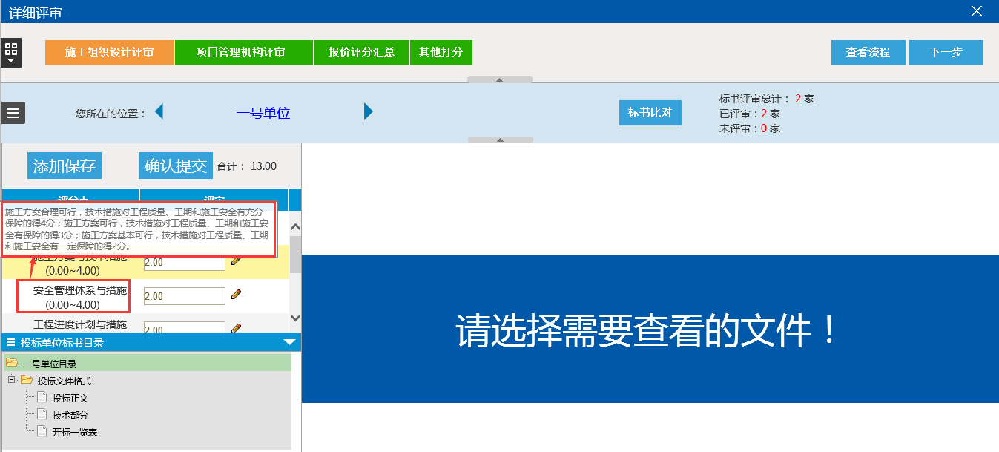 详细评审
施工组织设计评审 项目管理机构评审 报价评分汇总 其他打分 查看流程 下一步
您所在的位置： 一号单位 标书比对
标书评审总计： 2 家
已评审：2 家
未评审：0 家
添加保存 确认提交 合计： 13.00
评分点 评审
施工方案合理可行，技术措施对工程质量、工期和施工安全有充分
保障的得4分；施工方案可行，技术措施对工程质量、工期和施工安
全有保障的得3分；施工方案基本可行，技术措施对工程质量、工期
和施工安全有一定保障的得2分。
施工方案与技术措施
(0.00~4.00)
2.00
安全管理体系与措施
(0.00~4.00)
2.00
工程进度计划与措施
2.00
投标单位标书目录
一号单位目录
投标文件格式
投标正文
技术部分
开标一览表
请选择需要查看的文件！